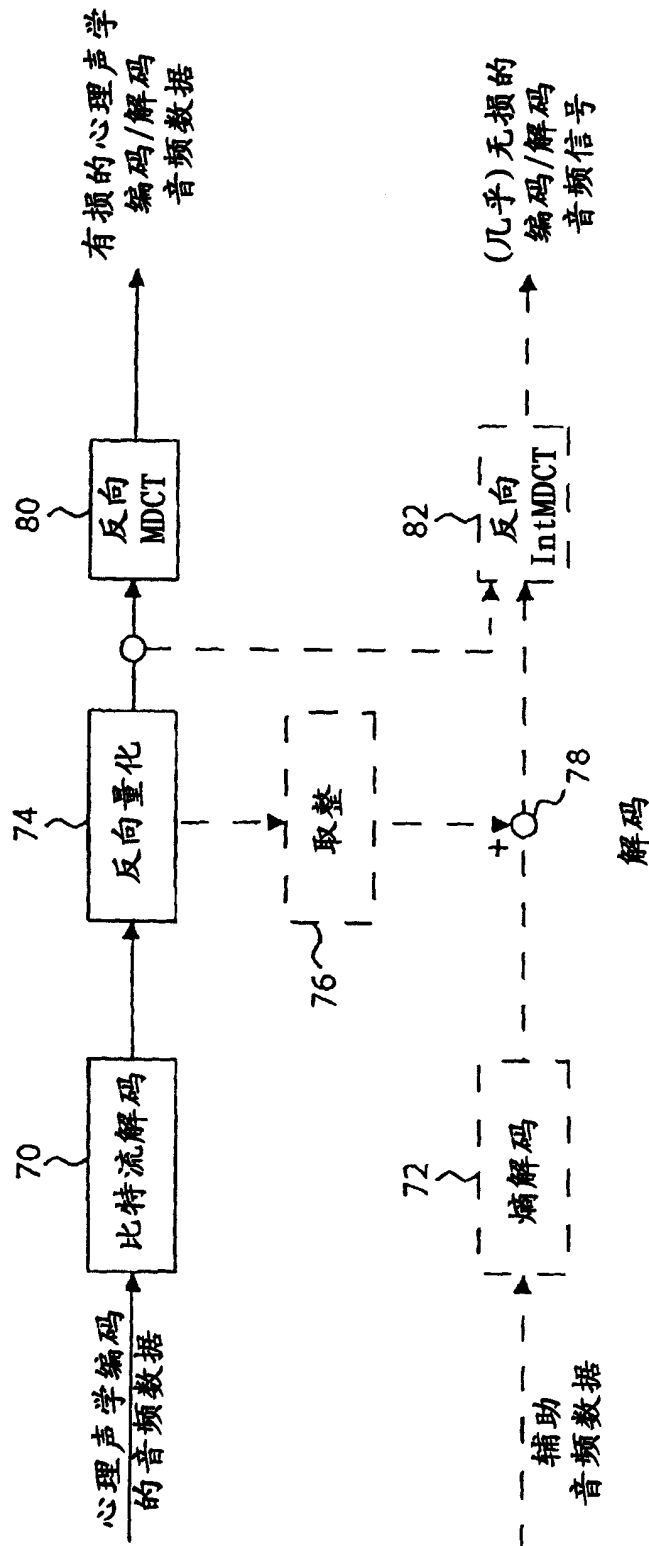 心理声学编码
的音频数据
70
比特流解码
74
反向量化
80
反向
MDCT
有损的心理声学
编码/解码
音频数据
76
取整
辅助
音频数据
72
熵解码
+
78
82
反向
IntMDCT
(几乎)无损的
编码/解码
音频信号
解码